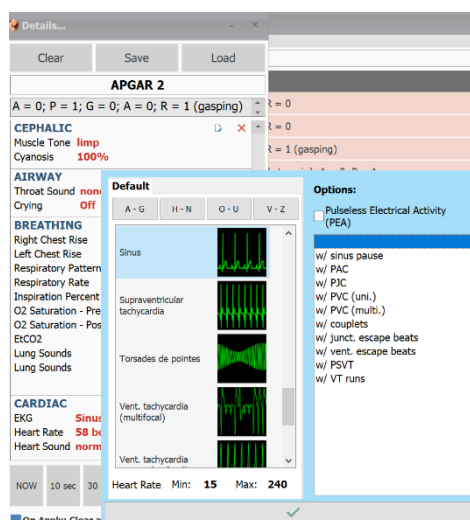 Details...
Clear Save Load
APGAR 2
A = 0; P = 1; G = 0; A = 0; R = 1 (gasping)
R = 0
R = 0
R = 1 (gasping)
CEPHALIC
Muscle Tone limp
Cyanosis 100%
AIRWAY
Throat Sound none
Crying Off
BREATHING
Right Chest Rise
Left Chest Rise
Respiratory Pattern
Respiratory Rate
Inspiration Percent
O2 Saturation - Pre
O2 Saturation - Pos
EtCO2
Lung Sounds
Lung Sounds
CARDIAC
EKG Sinus
Heart Rate 58 be
Heart Sound norm
NOW 10 sec 30
On Apply: Clear a
Default
A - G H - N O - U V - Z
Sinus
Supraventricular
tachycardia
Torsades de pointes
Vent. tachycardia
(multifocal)
Vent. tachycardia
Heart Rate Min: 15 Max: 240
Options:
Pulseless Electrical Activity
(PEA)
w/ sinus pause
w/ PAC
w/ PJC
w/ PVC (uni.)
w/ PVC (multi.)
w/ couplets
w/ junct. escape beats
w/ vent. escape beats
w/ PSVT
w/ VT runs